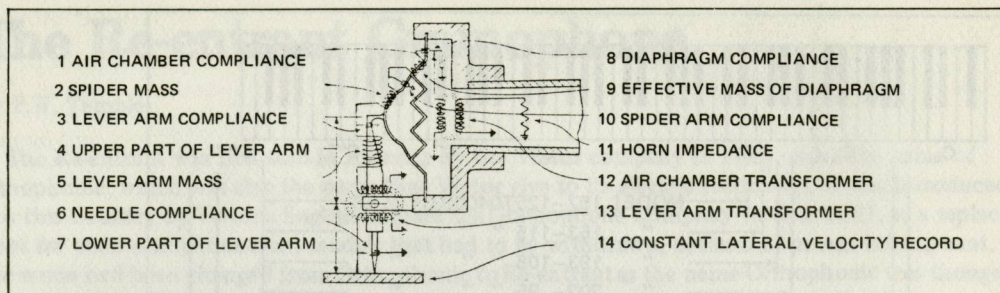 1 AIR CHAMBER COMPLIANCE
2 SPIDER MASS
3 LEVER ARM COMPLIANCE
4 UPPER PART OF LEVER ARM
5 LEVER ARM MASS
6 NEEDLE COMPLIANCE
7 LOWER PART OF LEVER ARM
8 DIAPHRAGM COMPLIANCE
9 EFFECTIVE MASS OF DIAPHRAGM
10 SPIDER ARM COMPLIANCE
11 HORN IMPEDANCE
12 AIR CHAMBER TRANSFORMER
13 LEVER ARM TRANSFORMER
14 CONSTANT LATERAL VELOCITY RECORD